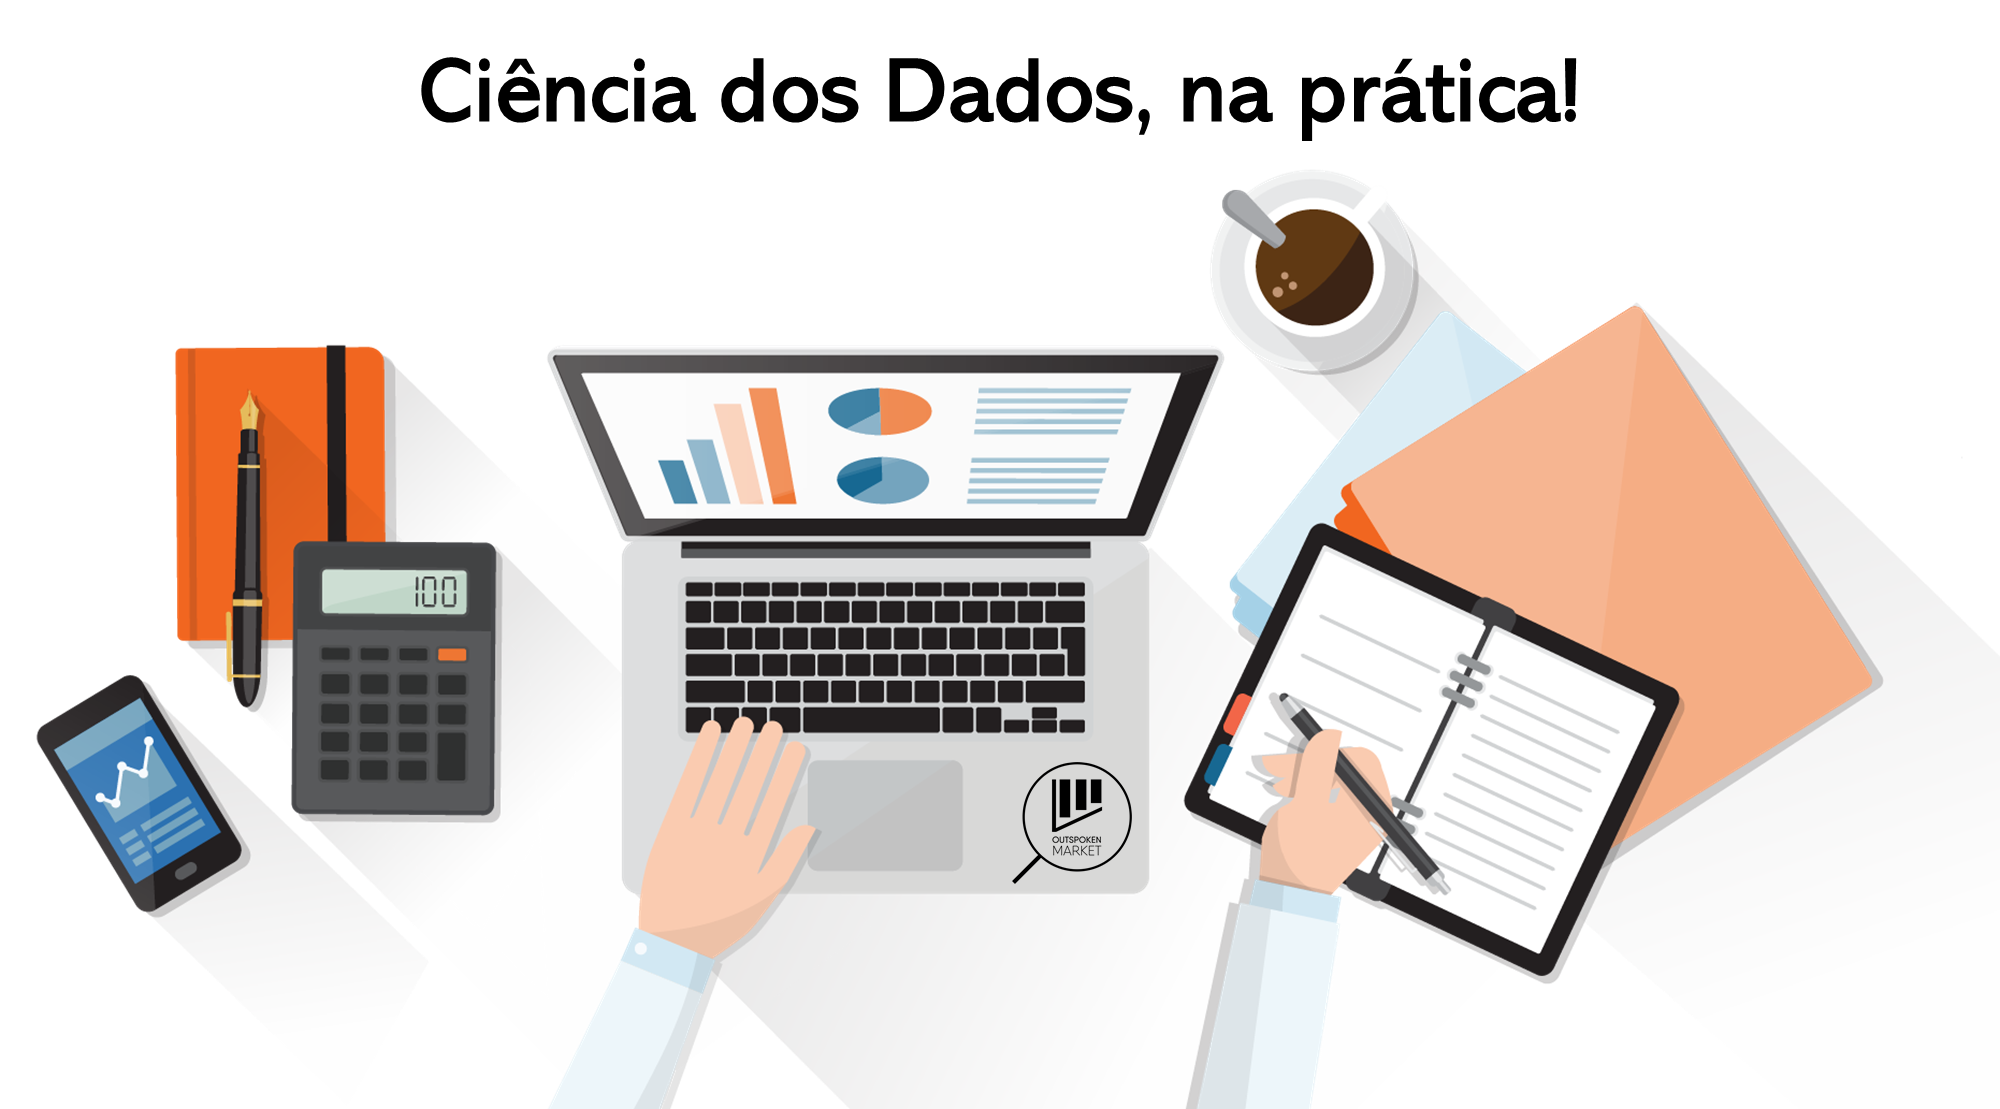 Ciência dos Dados, na prática!
100
OUTSPOKEN
MARKET